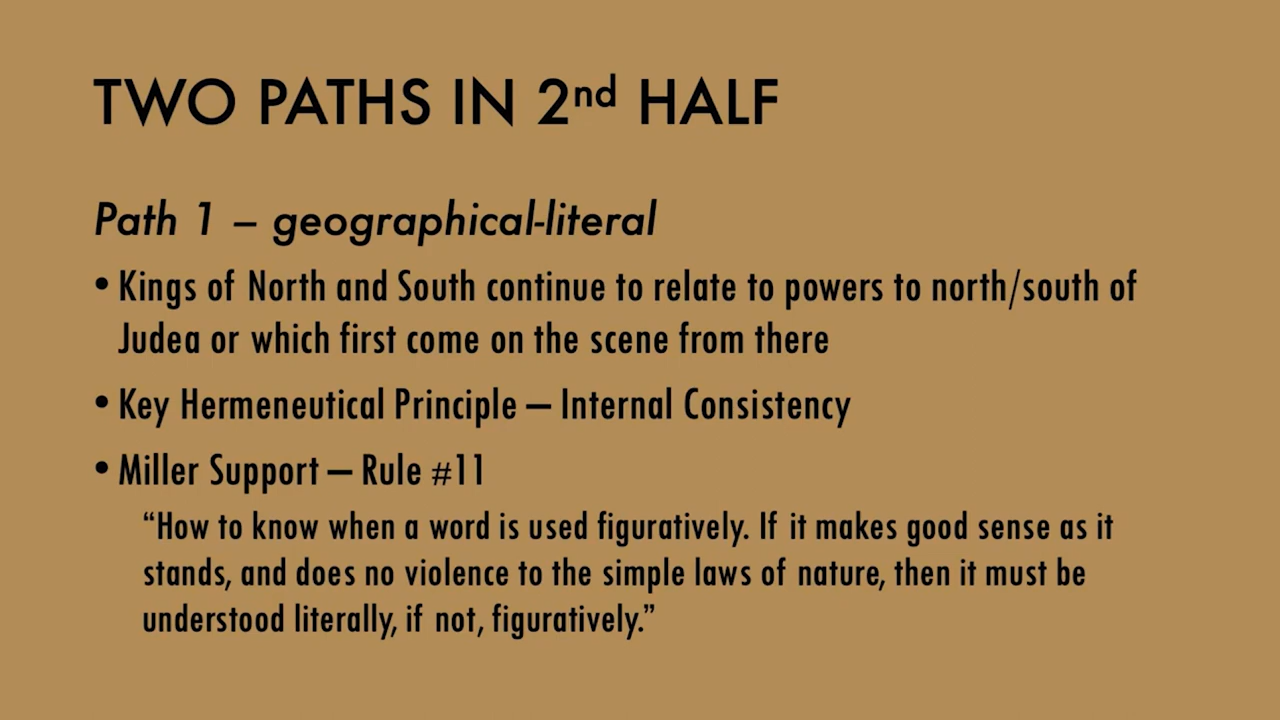 TWO PATHS IN 2nd HALF
Path 1 – geographical-literal
• Kings of North and South continue to relate to powers to north/south of
Judea or which first come on the scene from there
• Key Hermeneutical Principle – Internal Consistency
• Miller Support – Rule #11
“How to know when a word is used figuratively. If it makes good sense as it
stands, and does no violence to the simple laws of nature, then it must be
understood literally, if not, figuratively.”